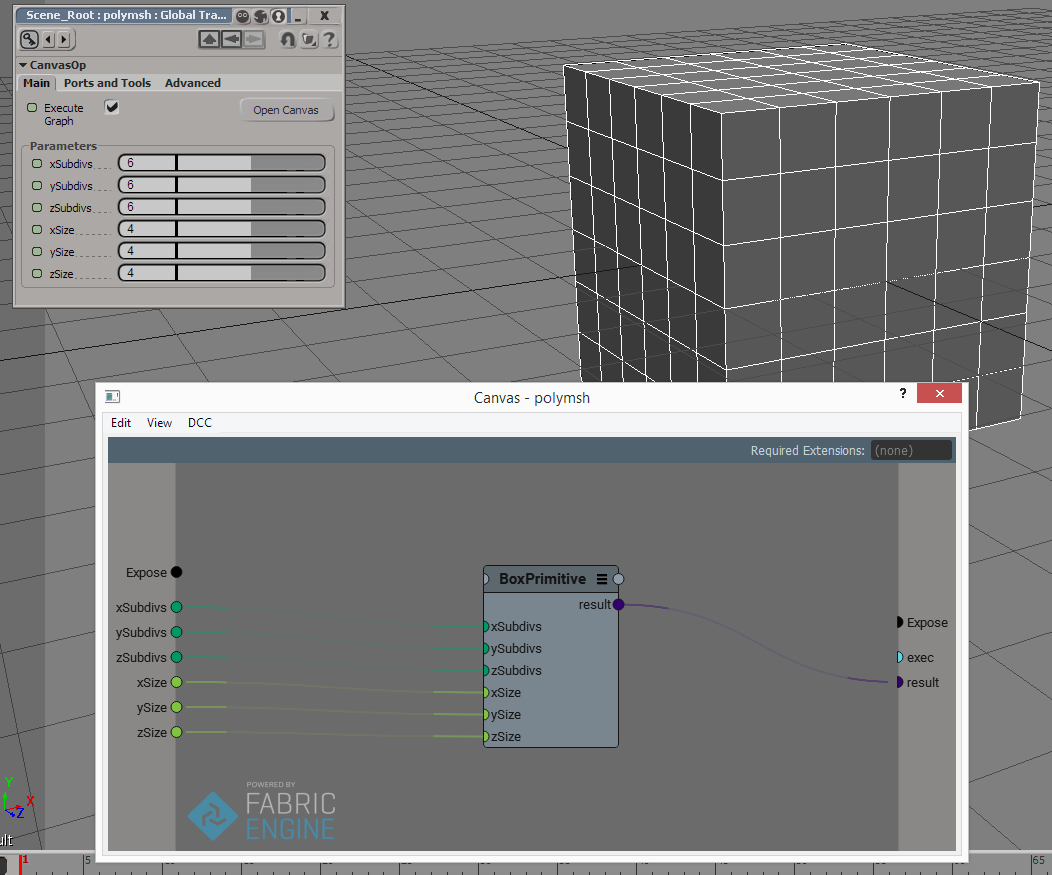 Scene_Root : polymsh : Global Tra...
X
?
CanvasOp
Main Ports and Tools Advanced
Execute
Graph
Open Canvas
Parameters
xSubdivs 6
ySubdivs 6
zSubdivs 6
xSize 4
ySize 4
zSize 4
Canvas - polymsh
?
Edit View DCC
Required Extensions: (none)
Expose
xSubdivs
ySubdivs
zSubdivs
xSize
ySize
zSize
BoxPrimitive
result
xSubdivs
ySubdivs
zSubdivs
xSize
ySize
zSize
Expose
exec
result
POWERED BY
FABRIC
ENGINE
Y
X
Z
ult
1 5 65